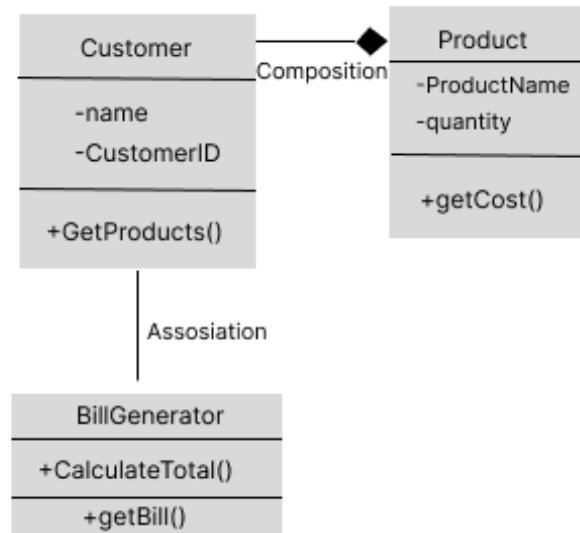 Customer
-name
-CustomerID
+GetProducts()
Composition
Product
-ProductName
-quantity
+getCost()
Assosiation
BillGenerator
+CalculateTotal()
+getBill()